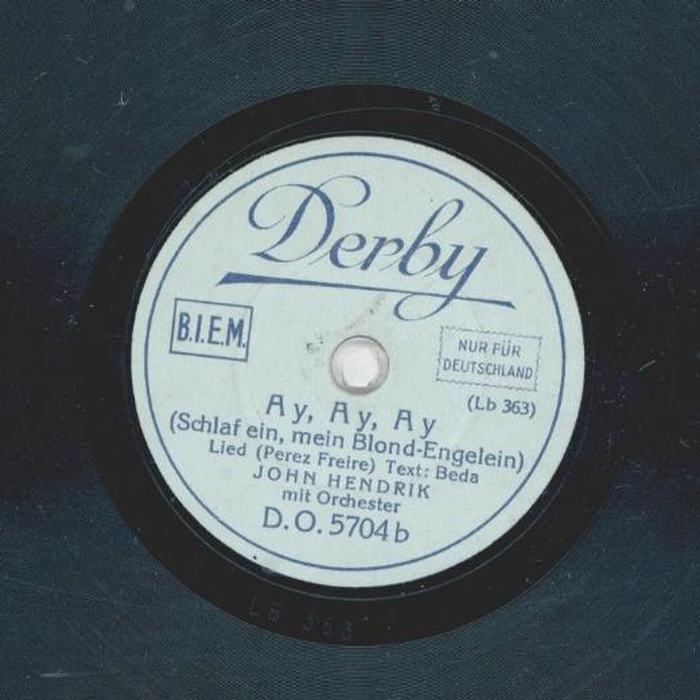 Derby
B.I.E.M.
NUR FÜR
DEUTSCHLAND
(Lb 363)
Ay, Ay, Ay
(Schlaf ein, mein Blond-Engelein)
Lied (Perez Freire) Text: Beda
JOHN HENDRIK
mit Orchester
D.O. 5704 b
LB 363